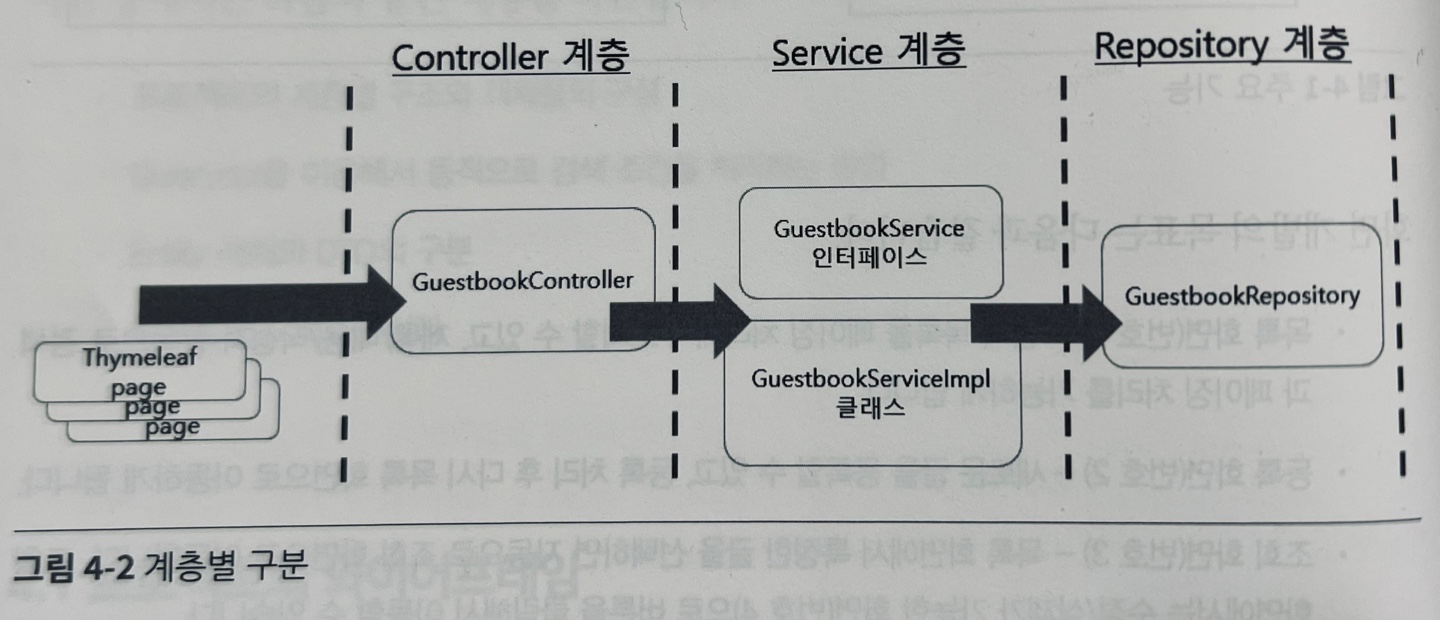 Controller 계층
Service 계층
Repository 계층
GuestbookController
GuestbookService
인터페이스
GuestbookServiceImpl
클래스
GuestbookRepository
Thymeleaf
page
page
page
그림 4-2 계층별 구분